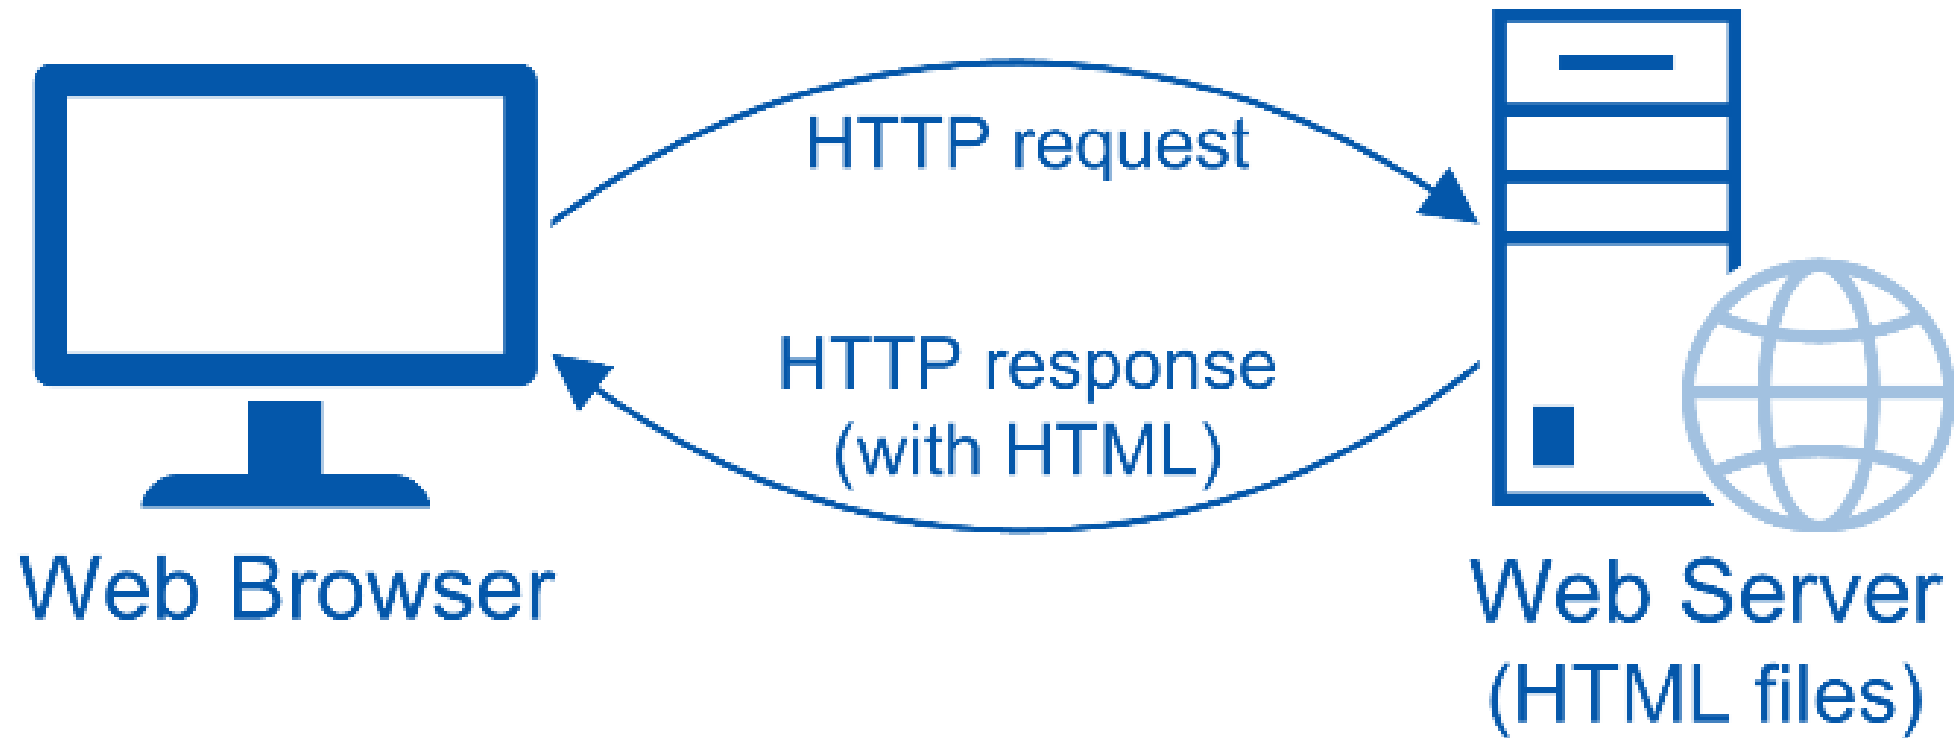 HTTP request
HTTP response
(with HTML)
Web Browser
Web Server
(HTML files)